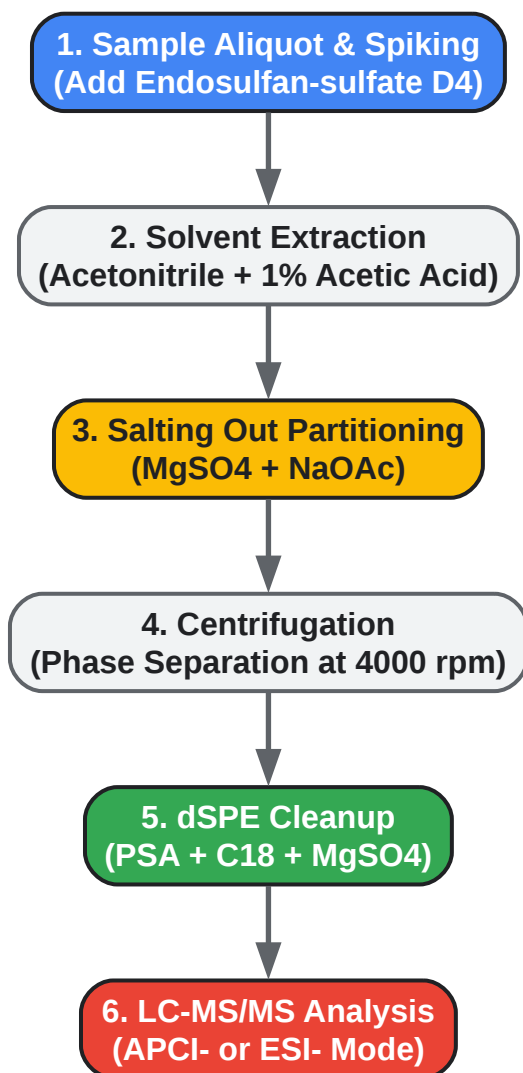 1. Sample Aliquot & Spiking
(Add Endosulfan-sulfate D4)
2. Solvent Extraction
(Acetonitrile + 1% Acetic Acid)
3. Salting Out Partitioning
(MgSO4 + NaOAc)
4. Centrifugation
(Phase Separation at 4000 rpm)
5. dSPE Cleanup
(PSA + C18 + MgSO4)
6. LC-MS/MS Analysis
(APCI- or ESI- Mode)